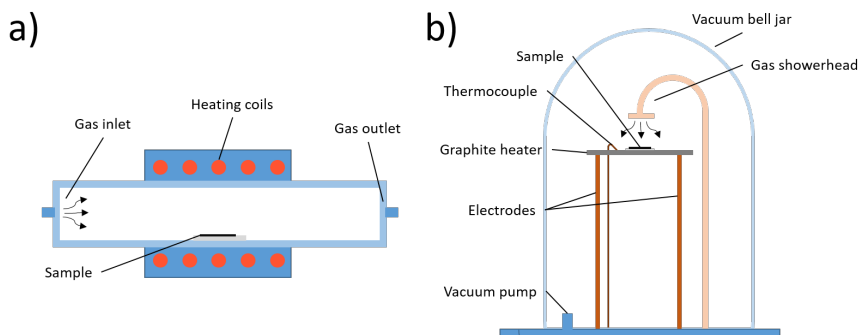 a)
Heating coils
Gas inlet
Gas outlet
Sample
b)
Vacuum bell jar
Sample
Gas showerhead
Thermocouple
Graphite heater
Electrodes
Vacuum pump